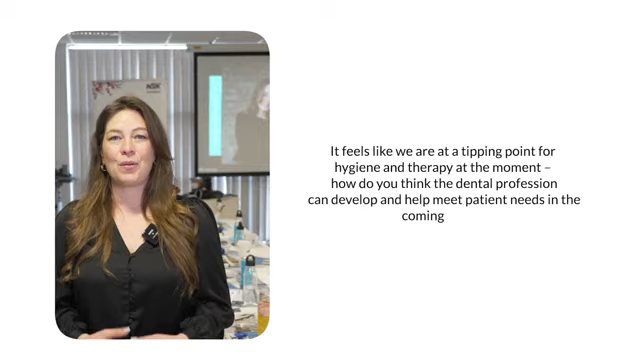 NSK
It feels like we are at a tipping point for
hygiene and therapy at the moment –
how do you think the dental profession
can develop and help meet patient needs in the
coming